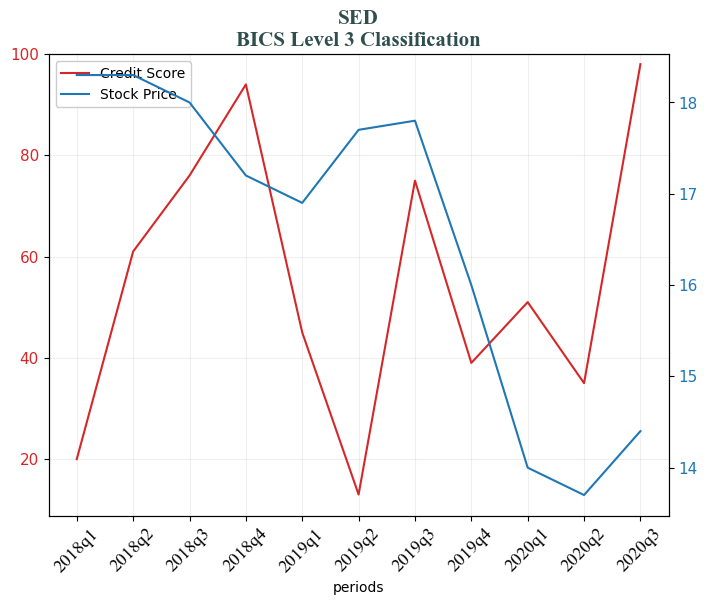 SED
BICS Level 3 Classification
Credit Score
Stock Price
100
80
60
40
20
18
17
16
15
14
2018q1
2018q2
2018q3
2018q4
2019q1
2019q2
2019q3
2019q4
2020q1
2020q2
2020q3
periods